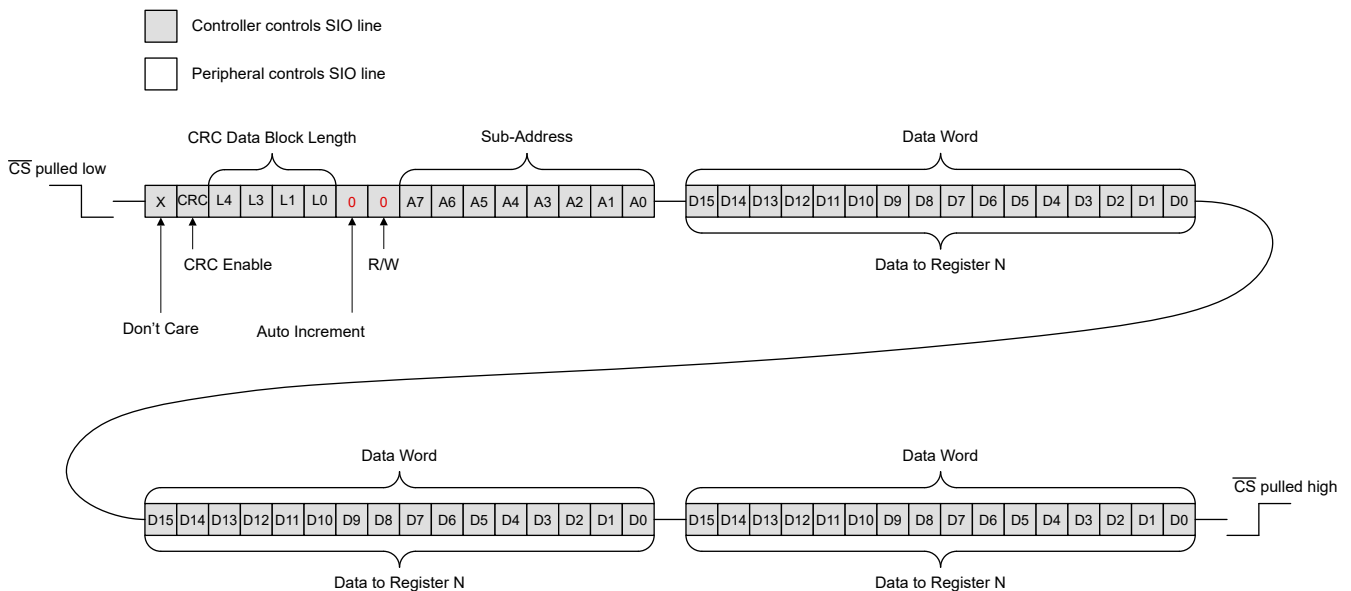 Controller controls SIO line
Peripheral controls SIO line
CRC Data Block Length
Sub-Address
Data Word
CS pulled low
X CRC L4 L3 L1 L0 0 0 A7 A6 A5 A4 A3 A2 A1 A0
D15 D14 D13 D12 D11 D10 D9 D8 D7 D6 D5 D4 D3 D2 D1 D0
CRC Enable
R/W
Data to Register N
Don't Care
Auto Increment
Data Word
Data Word
CS pulled high
D15 D14 D13 D12 D11 D10 D9 D8 D7 D6 D5 D4 D3 D2 D1 D0
D15 D14 D13 D12 D11 D10 D9 D8 D7 D6 D5 D4 D3 D2 D1 D0
Data to Register N
Data to Register N